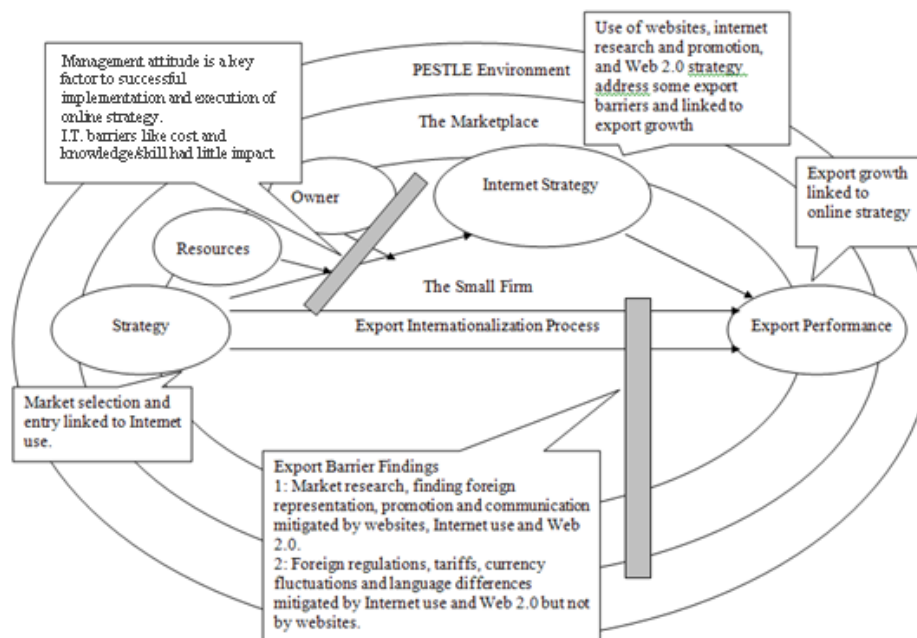 Management attitude is a key
factor to successful
implementation and execution of
online strategy.
I.T. barriers like cost and
knowledge/skill had little impact
PESTLE Environment
The Marketplace
Use of websites, internet
research and promotion,
and Web 2.0 strategy
address some export
barriers and linked to
export growth
Owner
Internet Strategy
Export growth
linked to
online strategy
Resources
The Small Firm
Strategy
Export Internationalization Process
Export Performance
Market selection and
entry linked to Internet
use.
Export Barrier Findings
1: Market research, finding foreign
representation, promotion and communication
mitigated by websites, Internet use and Web
2.0.
2: Foreign regulations, tariffs, currency
fluctuations and language differences
mitigated by Internet use and Web 2.0 but not
by websites.